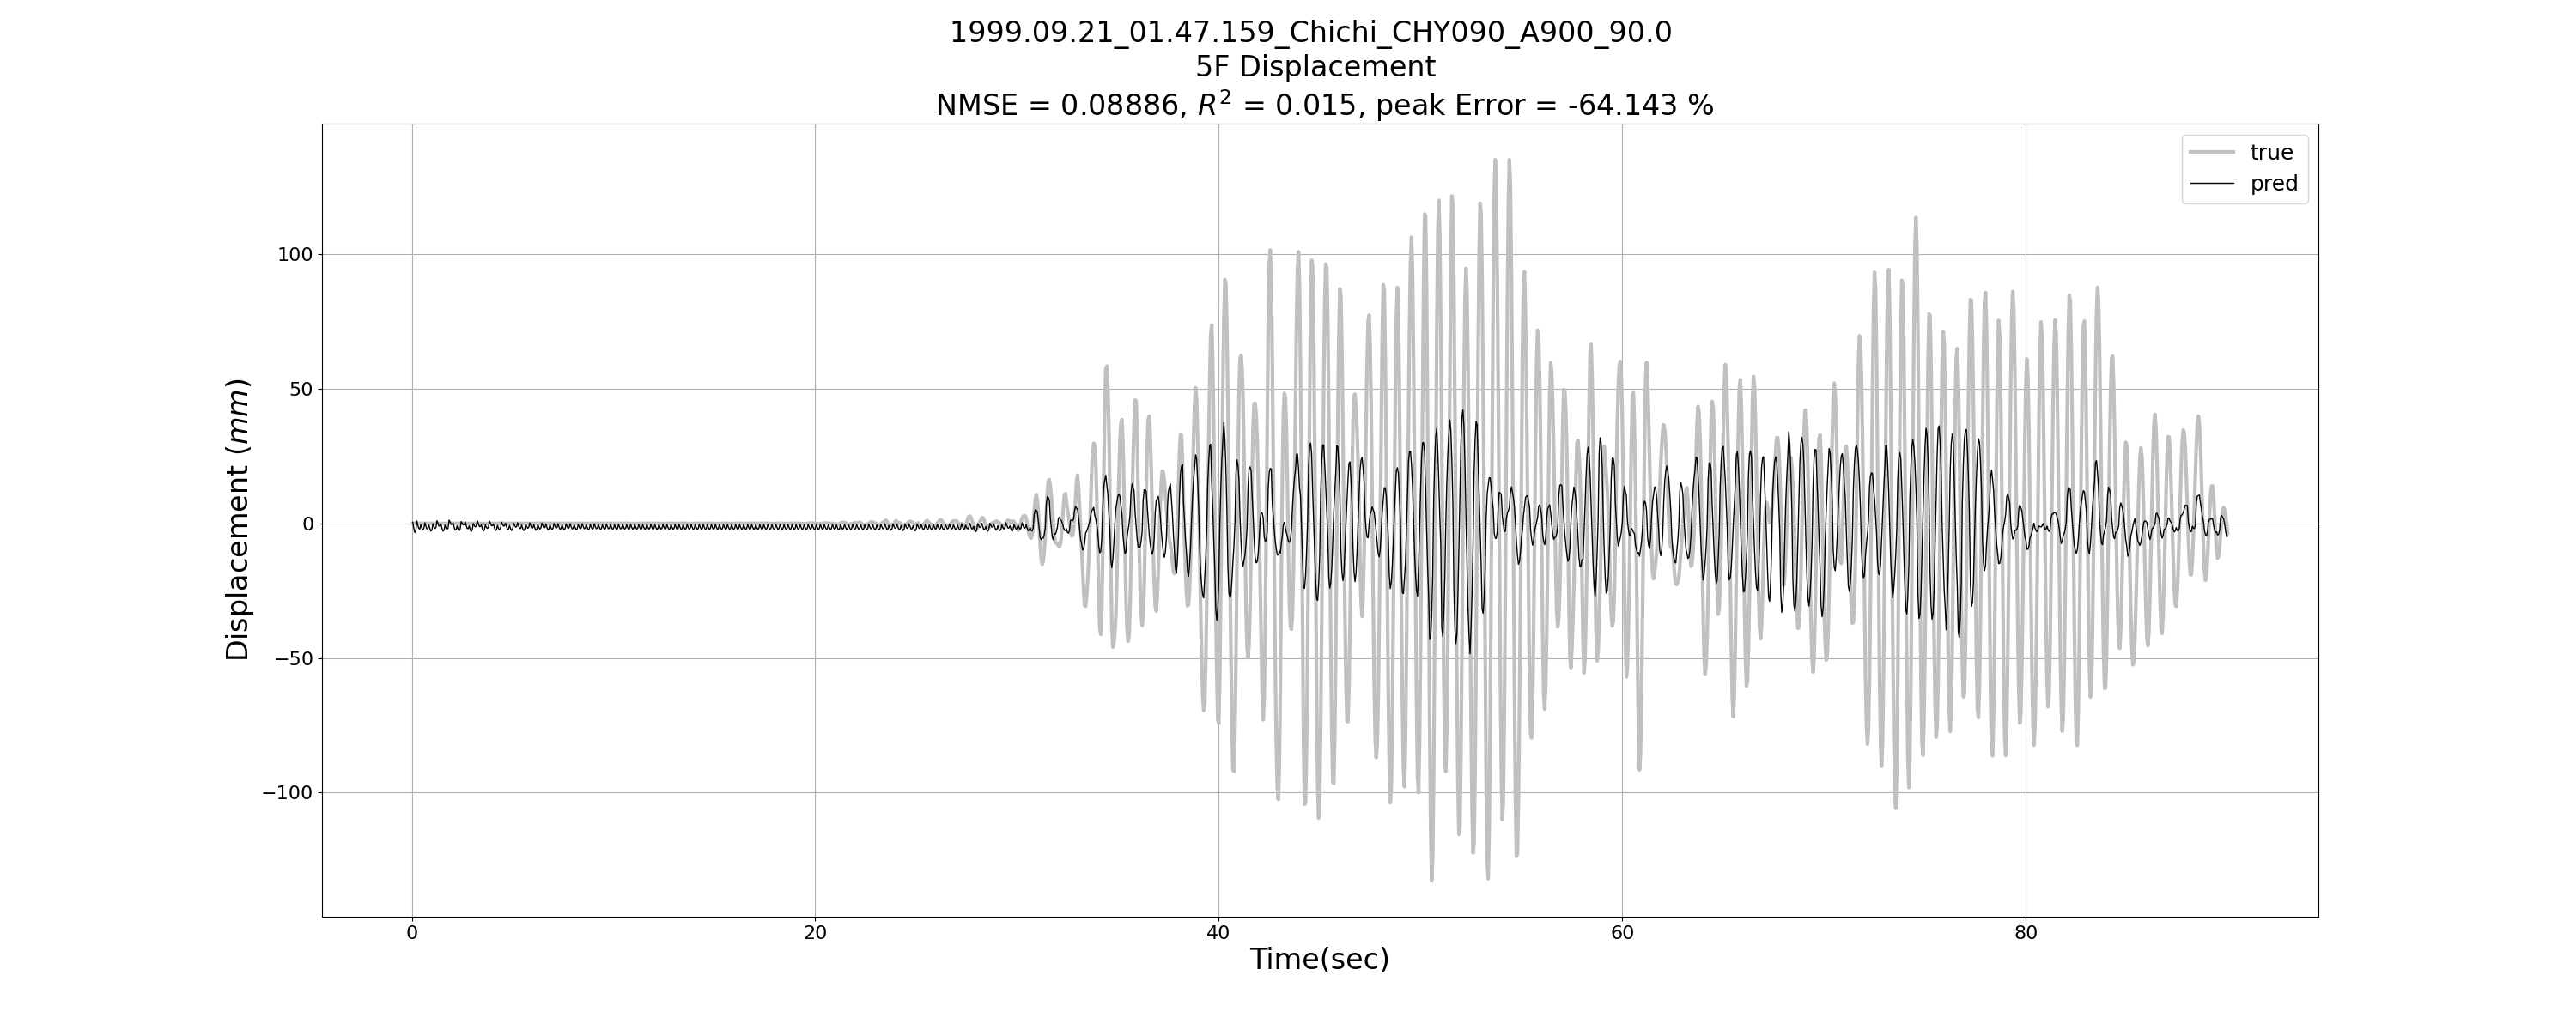 1999.09.21_01.47.159_Chichi_CHY090_A900_90.0
5F Displacement
NMSE = 0.08886, R² = 0.015, peak Error = -64.143 %
true
pred
Displacement (mm)
100
50
0
−50
−100
0 20 40 60 80
Time(sec)